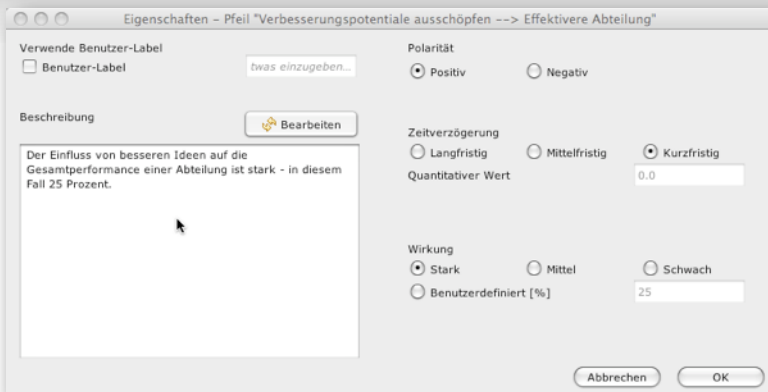 Eigenschaften - Pfeil "Verbesserungspotentiale ausschöpfen --> Effektivere Abteilung"
Verwende Benutzer-Label
Benutzer-Label
twas einzugeben...
Beschreibung
Bearbeiten
Der Einfluss von besseren Ideen auf die
Gesamtperformance einer Abteilung ist stark - in diesem
Fall 25 Prozent.
Polarität
Positiv
Negativ
Zeitverzögerung
Langfristig
Mittelfristig
Kurzfristig
Quantitativer Wert
0.0
Wirkung
Stark
Mittel
Schwach
Benutzerdefiniert [%]
25
Abbrechen
OK